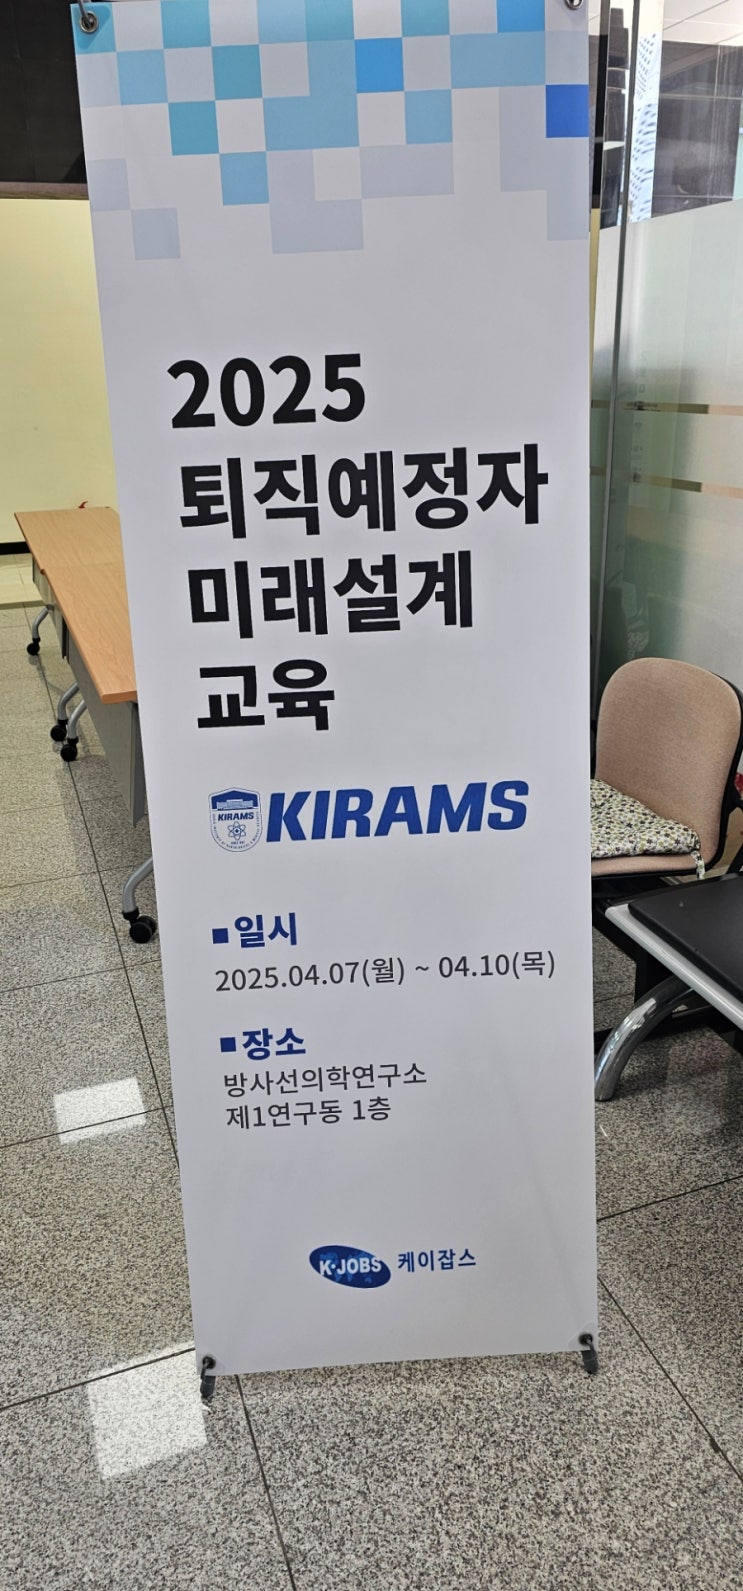 2025
퇴직예정자
미래설계
교육
KIRAMS
KIRAMS
■일시
2025.04.07(월) ~ 04.10(목)
■장소
방사선의학연구소
제1연구동 1층
K·JOBS 케이잡스